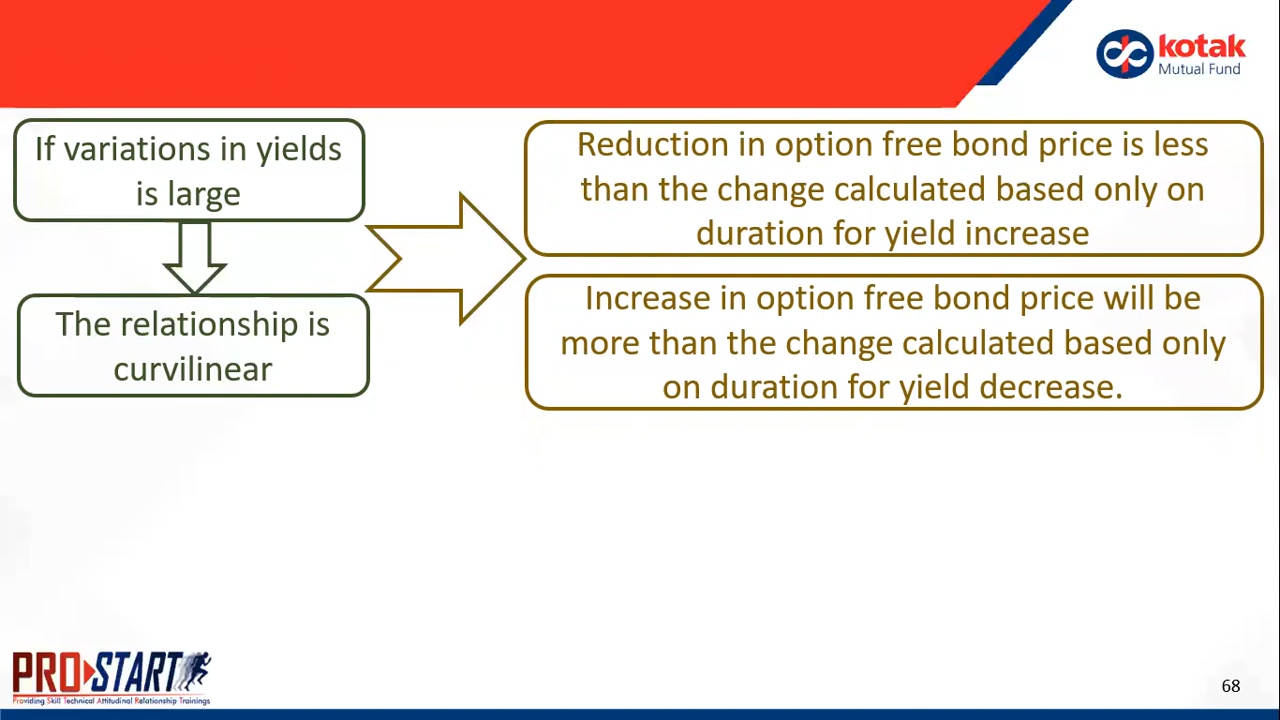 kotak
Mutual Fund
If variations in yields
is large
The relationship is
curvilinear
Reduction in option free bond price is less
than the change calculated based only on
duration for yield increase
Increase in option free bond price will be
more than the change calculated based only
on duration for yield decrease.
PROSTART
Providing Skill Technical Attitudinal Relationship Trainings
68